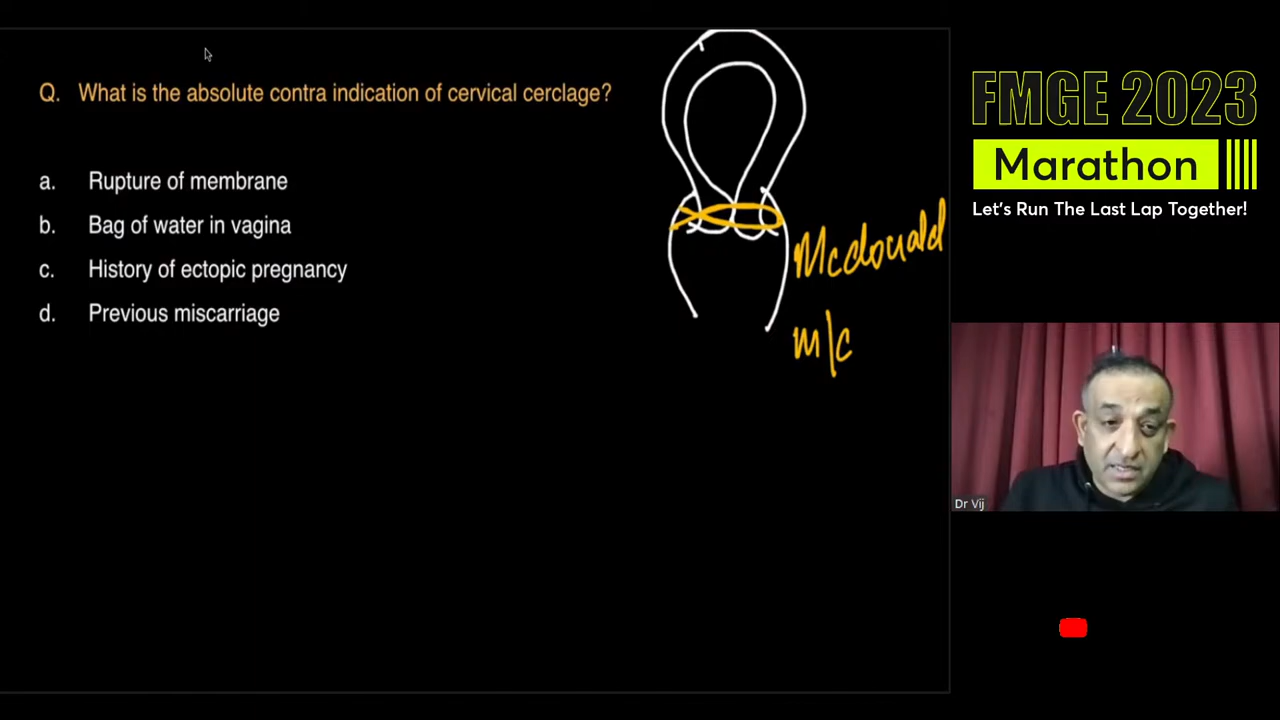 Q. What is the absolute contra indication of cervical cerclage?
a. Rupture of membrane
b. Bag of water in vagina
c. History of ectopic pregnancy
d. Previous miscarriage
Mcdonald
m/c
FMGE 2023
Marathon
Let's Run The Last Lap Together!
Dr Vij